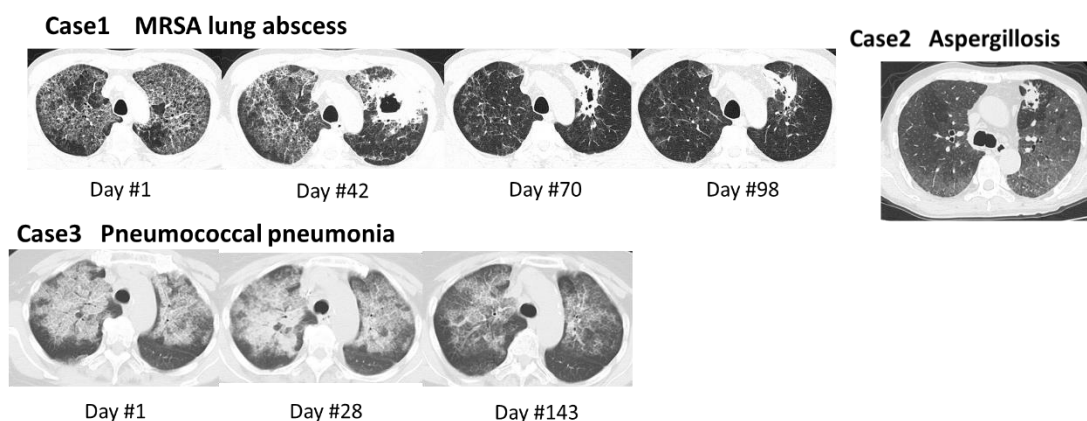 Case1 MRSA lung abscess
Case2 Aspergillosis
Day #1 Day #42 Day #70 Day #98
Case3 Pneumococcal pneumonia
Day #1 Day #28 Day #143